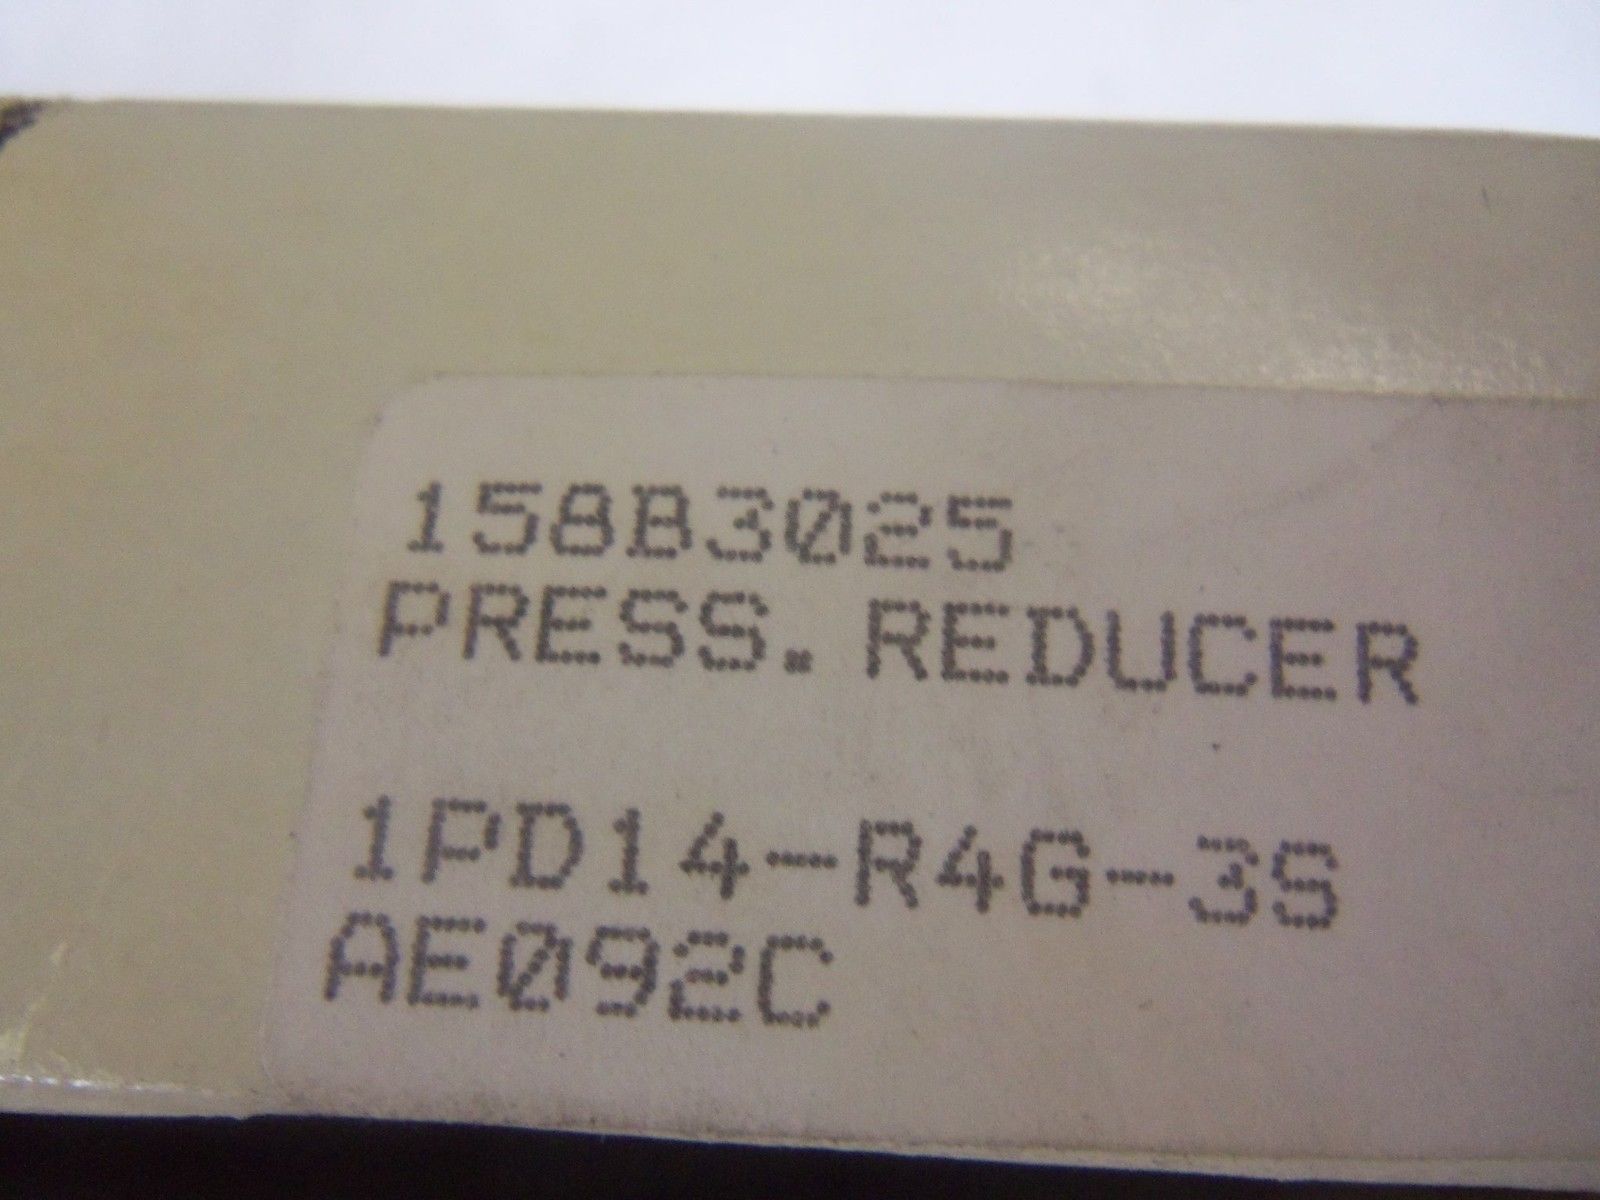 158B3025
PRESS. REDUCER
1PD14-R4G-3S
AE092C